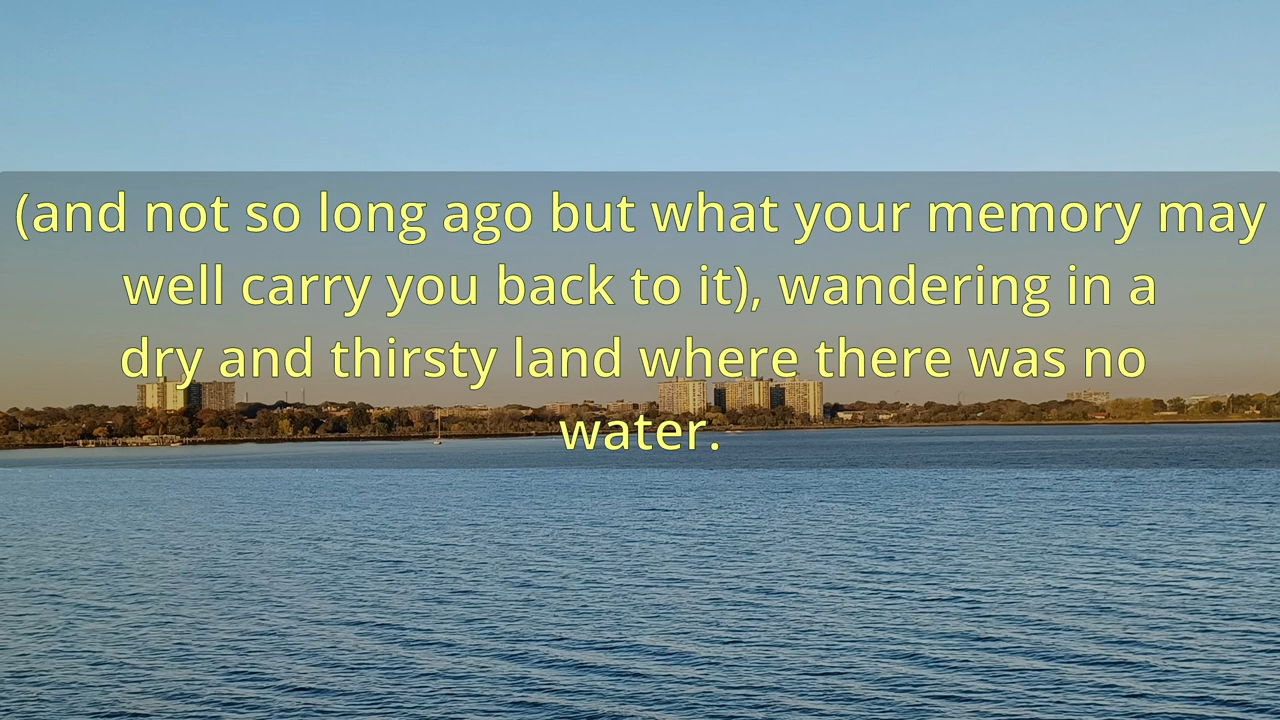 (and not so long ago but what your memory may
well carry you back to it), wandering in a
dry and thirsty land where there was no
water.